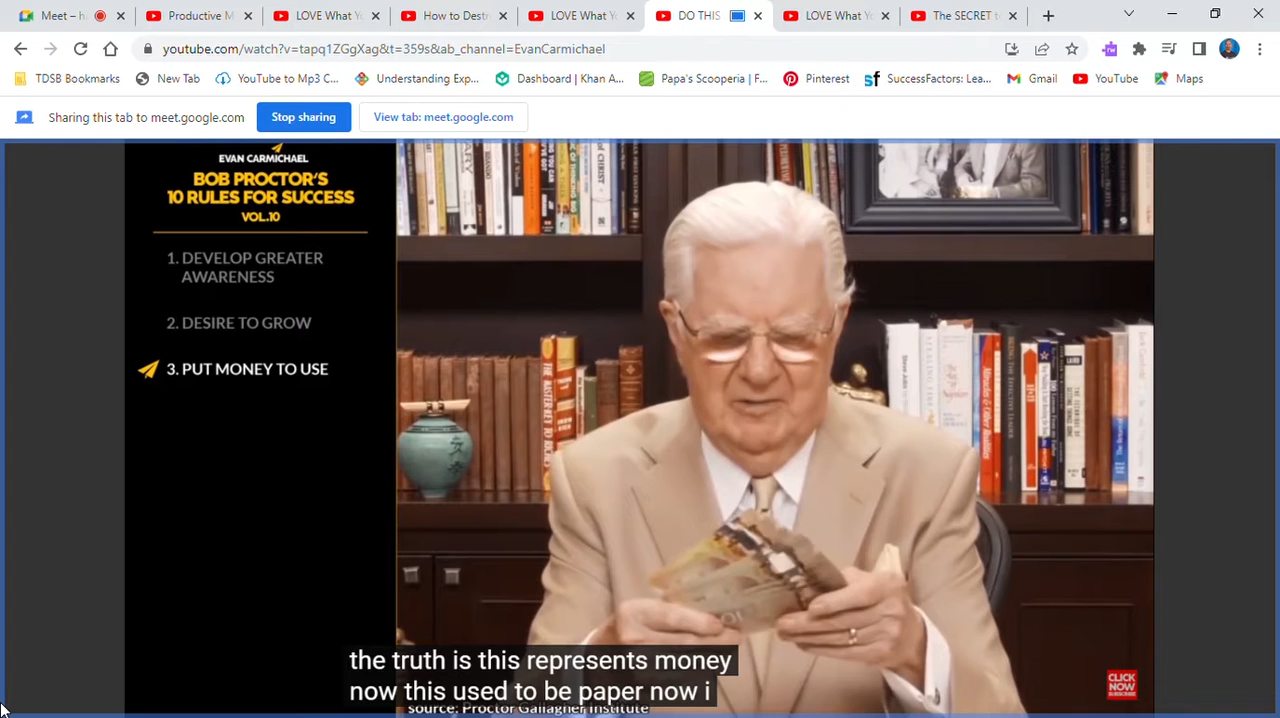 Meet – h
Productive M
LOVE What Yo
How to Destr
LOVE What Yo
DO THIS
LOVE What Yo
The SECRET t
youtube.com/watch?v=tapq1ZGgXag&t=359s&ab_channel=EvanCarmichael
TDSB Bookmarks
New Tab
YouTube to Mp3 C...
Understanding Exp...
Dashboard | Khan A...
Papa's Scooperia | F...
Pinterest
SuccessFactors: Lea...
Gmail
YouTube
Maps
Sharing this tab to meet.google.com
Stop sharing
View tab: meet.google.com
EVAN CARMICHAEL
BOB PROCTOR'S
10 RULES FOR SUCCESS
VOL.10
1. DEVELOP GREATER
AWARENESS
2. DESIRE TO GROW
3. PUT MONEY TO USE
the truth is this represents money
now this used to be paper now i
source: Proctor Gallagher Institute
CLICK
NOW
SUBSCRIBE